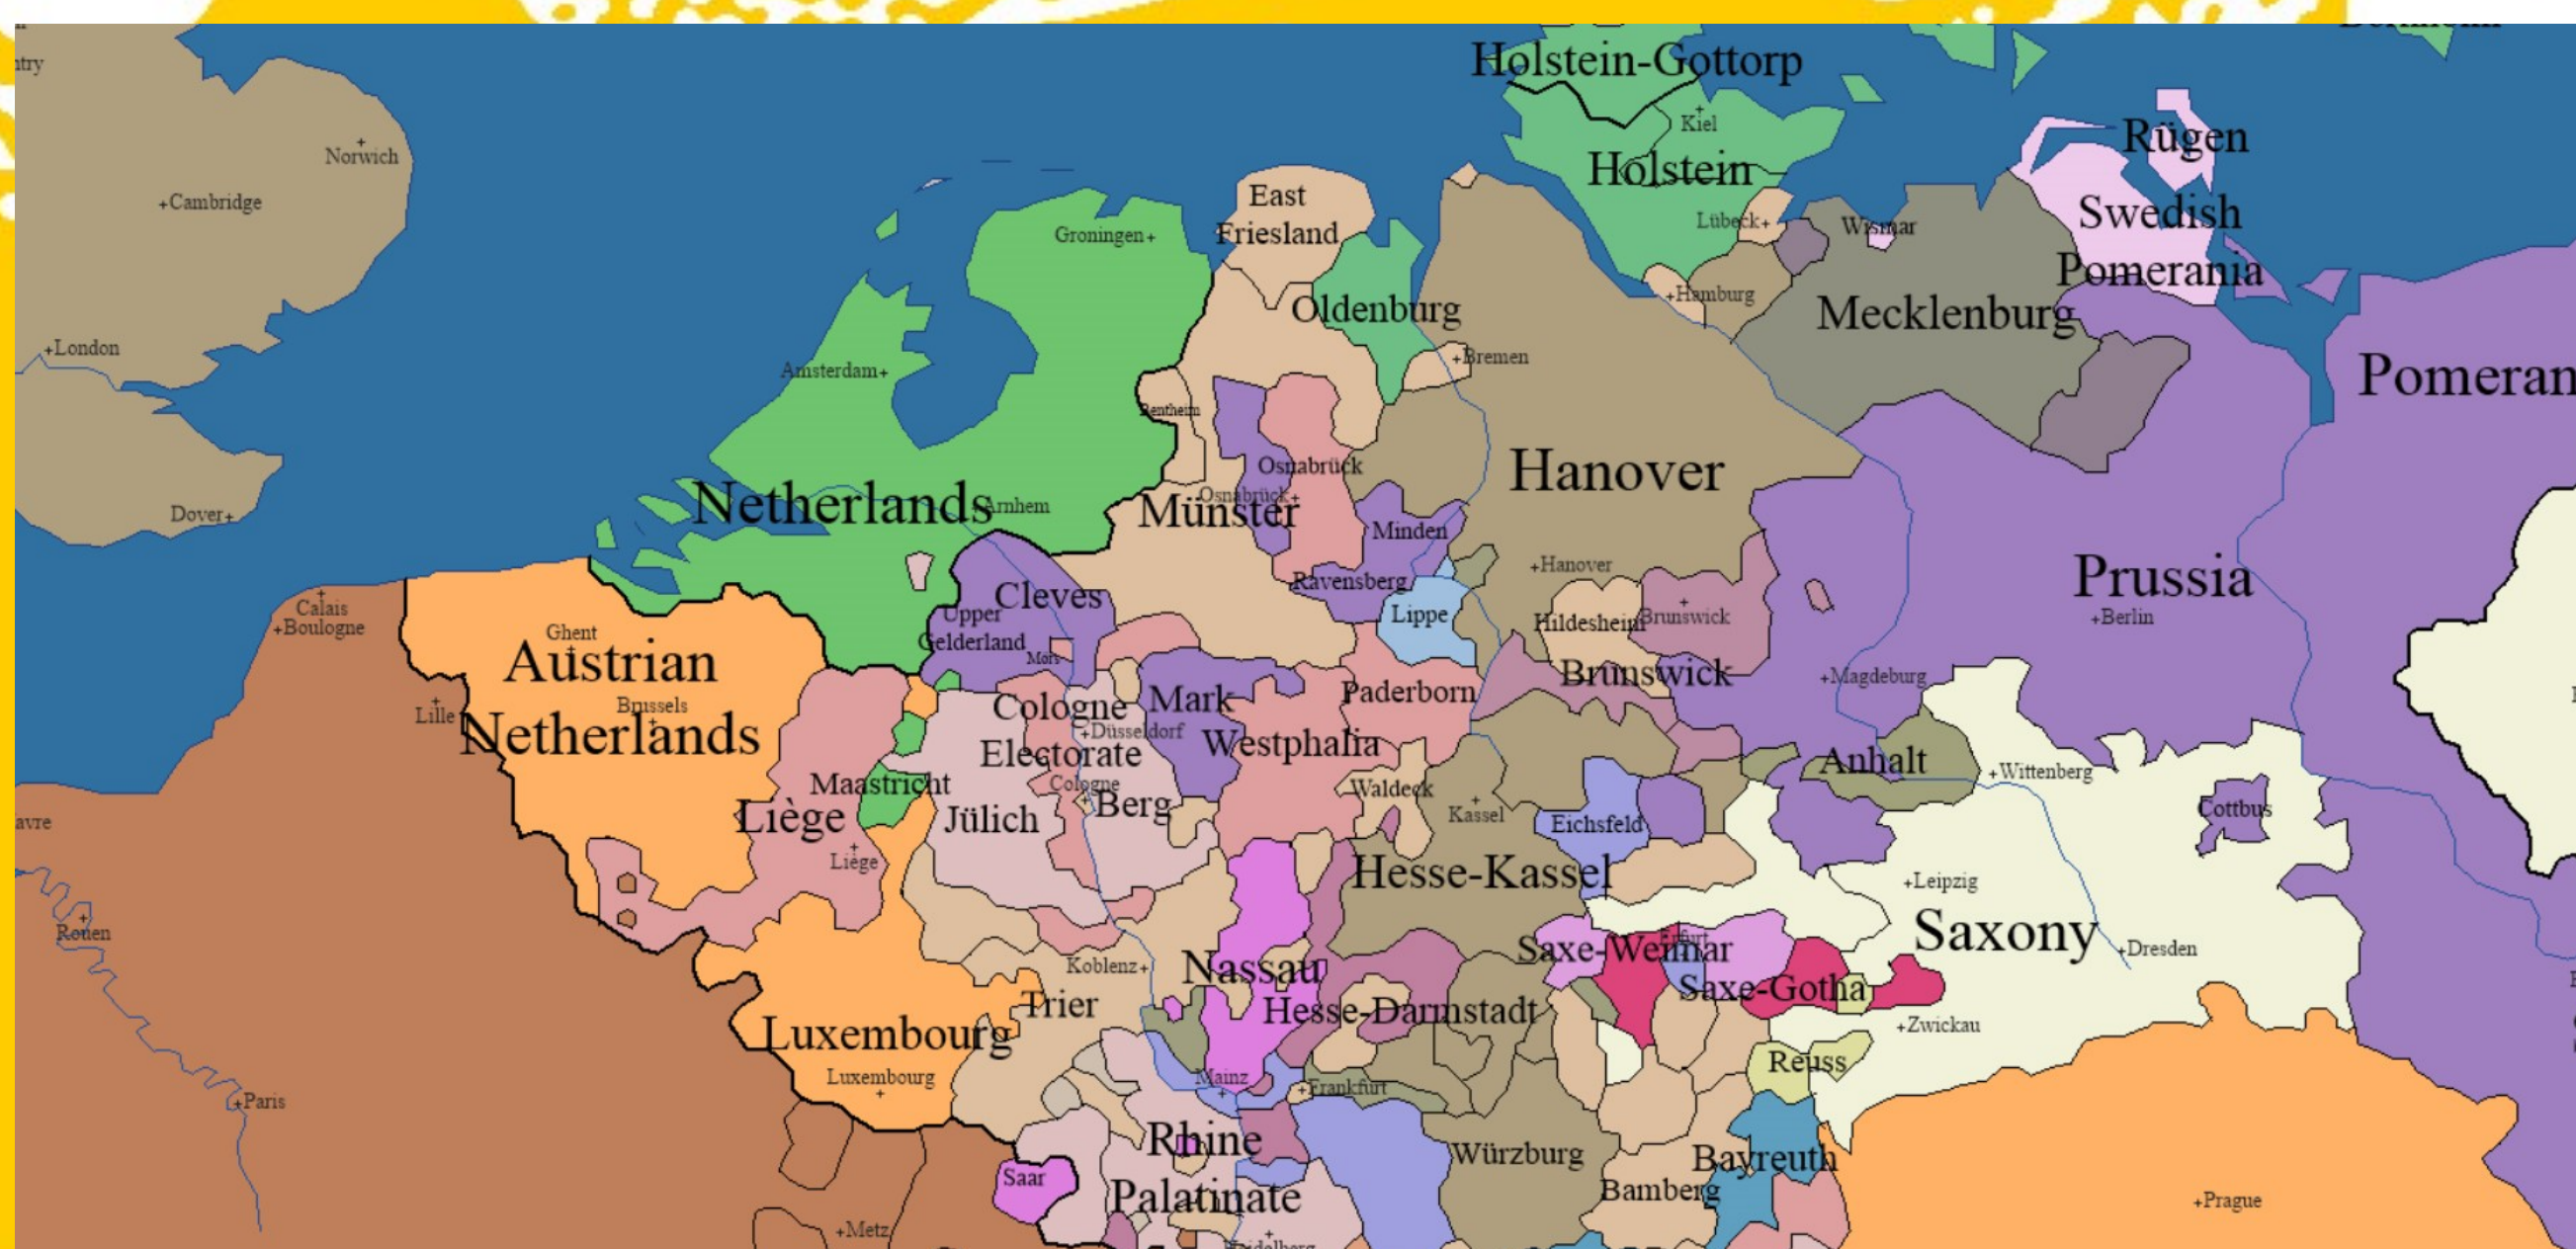 ntry
Norwich
+Cambridge
+London
Dover+
Calais
+Boulogne
Lille
avre
Rouen
+Paris
Holstein-Gottorp
Kiel
Holstein
Lübeck+
+Hamburg
Wismar
Rügen
Swedish
Pomerania
Mecklenburg
Pomeran
East
Friesland
Groningen+
Oldenburg
+Bremen
Amsterdam+
Bentheim
Netherlands
Arnhem
Osnabrück
Osnabrück+
Münster
Minden
Hanover
+Hanover
Ravensberg
Lippe
Hildesheim
Brunswick
Brunswick
Prussia
+Berlin
+Magdeburg
Cleves
Upper
Gelderland
Mörs
Ghent
Austrian
Brussels
Netherlands
Cologne
Mark
Paderborn
+Düsseldorf
Electorate
Westphalia
Maastricht
Cologne
Berg
Liège
Jülich
Liège
Waldeck
Kassel
Eichsfeld
Hesse-Kassel
Anhalt
+Wittenberg
Cottbus
+Leipzig
Saxony
+Dresden
Saxe-Weimar
Erfurt
Saxe-Gotha
+Zwickau
Reuss
Koblenz+
Nassau
Trier
Hesse-Darmstadt
Luxembourg
Luxembourg
Mainz
+Frankfurt
Rhine
Palatinate
Würzburg
Bayreuth
Bamberg
Saar
+Metz
Heidelberg
+Prague